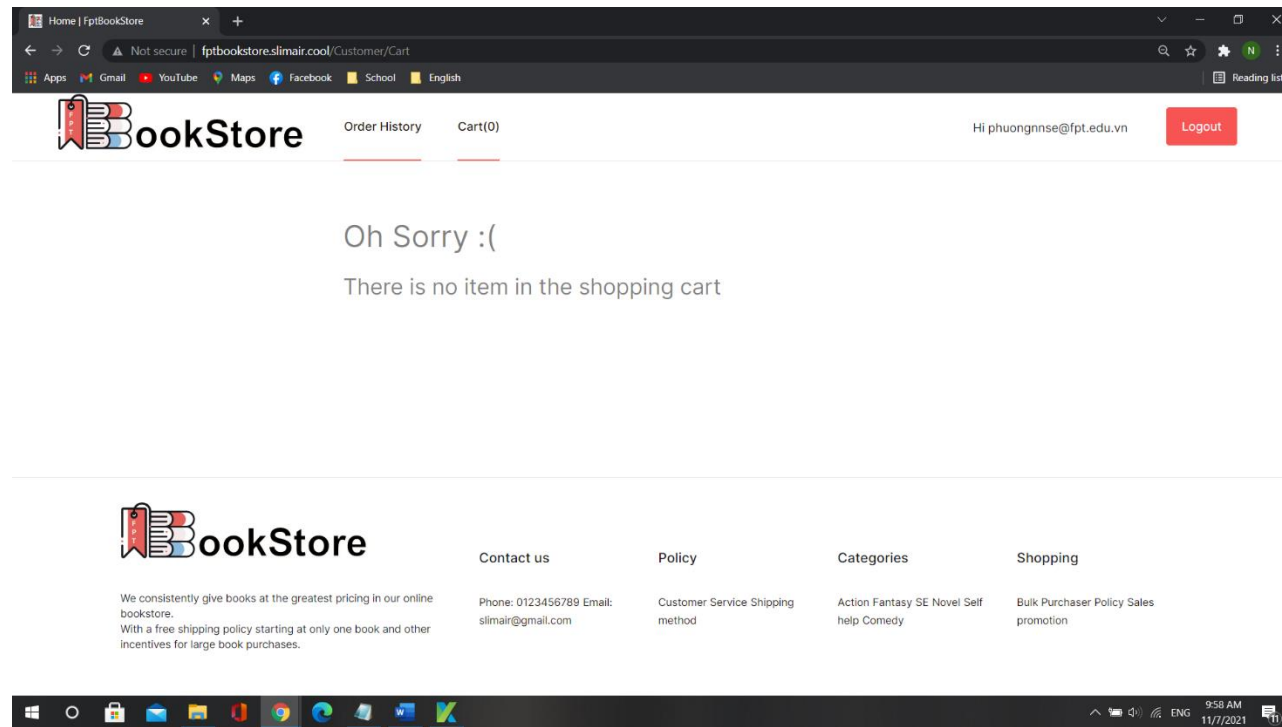 Home | FptBookStore
Not secure | fptbookstore.slimair.cool/Customer/Cart
Apps Gmail YouTube Maps Facebook School English Reading list
FPT BookStore Order History Cart(0) Hi phuongnnse@fpt.edu.vn Logout
Oh Sorry :(
There is no item in the shopping cart
FPT BookStore
Contact us Policy Categories Shopping
We consistently give books at the greatest pricing in our online
bookstore.
With a free shipping policy starting at only one book and other
incentives for large book purchases.
Phone: 0123456789 Email:
slimair@gmail.com
Customer Service Shipping
method
Action Fantasy SE Novel Self
help Comedy
Bulk Purchaser Policy Sales
promotion
ENG 9:58 AM
11/7/2021